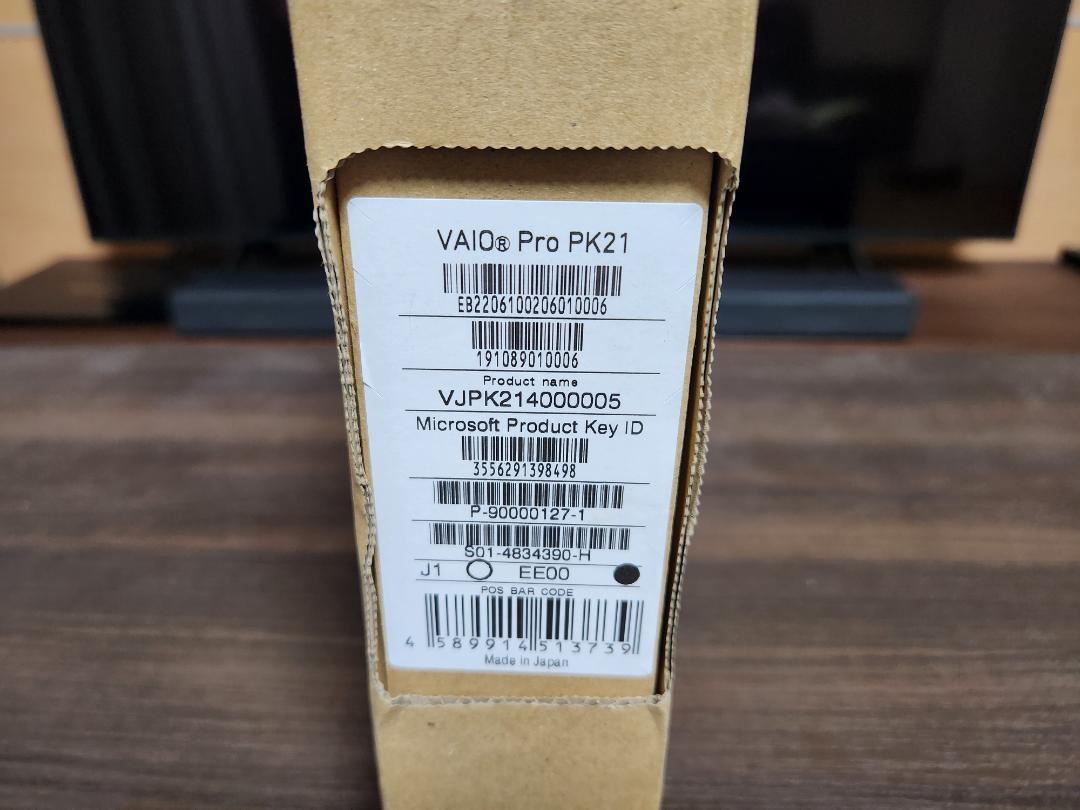 VAIO® Pro PK21
EB2206100206010006
191089010006
Product name
VJPK214000005
Microsoft Product Key ID
3556291398498
P-90000127-1
S01-4834390-H
J1 EE00
POS BAR CODE
4 589914 513739
Made in Japan